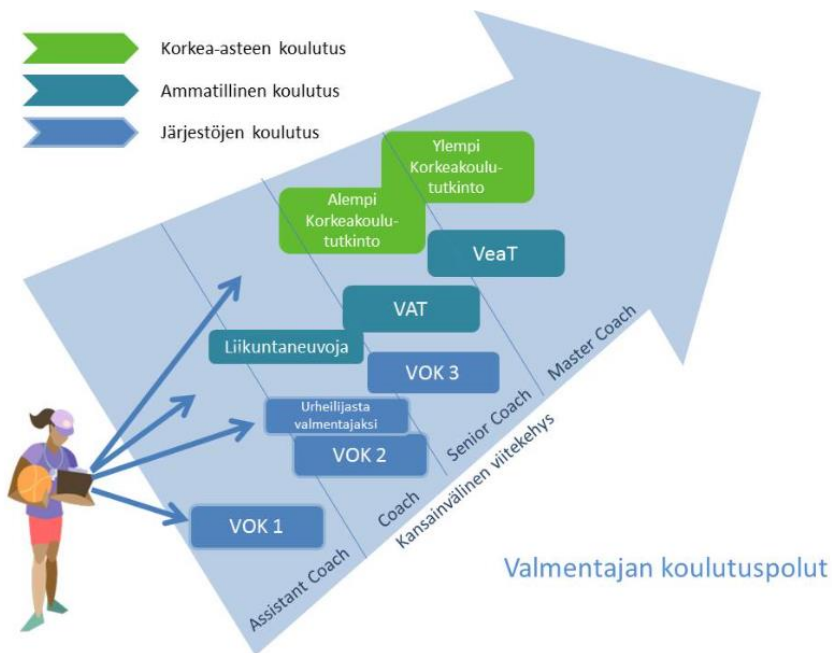 Korkea-asteen koulutus
Ammatillinen koulutus
Järjestöjen koulutus
Ylempi
Korkeakoulu-
tutkinto
Alempi
Korkeakoulu-
tutkinto
VeaT
VAT
Liikuntaneuvoja
VOK 3
Urheilijasta
valmentajaksi
VOK 2
VOK 1
Assistant Coach
Coach
Senior Coach
Master Coach
Kansainvälinen viitekehys
Valmentajan koulutuspolut